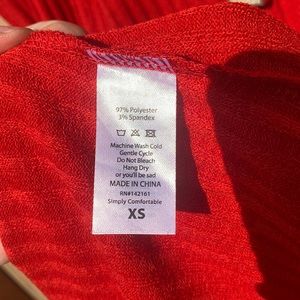 97% Polyester
3% Spandex
Machine Wash Cold
Gentle Cycle
Do Not Bleach
Hang Dry
or you'll be sad
MADE IN CHINA
RN#142161
Simply Comfortable
XS